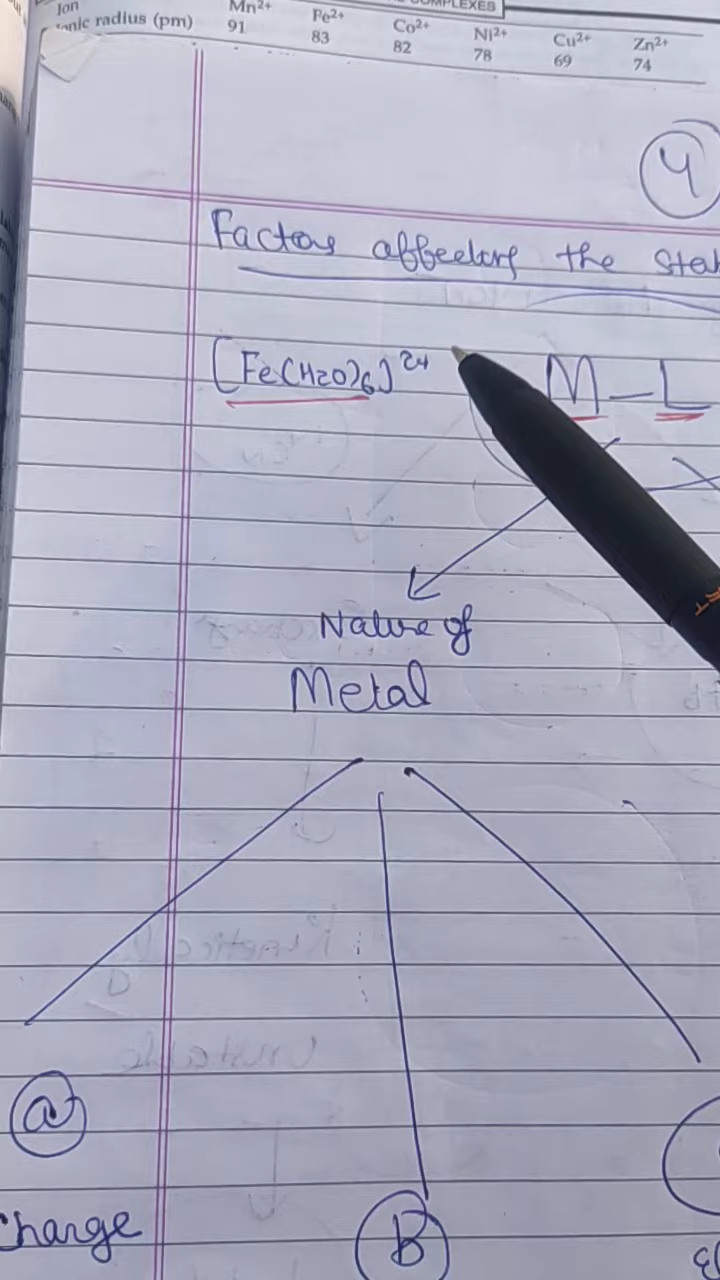 COMPLEXES
Ion Mn²⁺ Fe²⁺ Co²⁺ Ni²⁺ Cu²⁺ Zn²⁺
ionic radius (pm) 91 83 82 78 69 74
4
Factors affecting the
[Fe(H2O)6]²⁺ M-L
Nature of
Metal
a
Charge
B